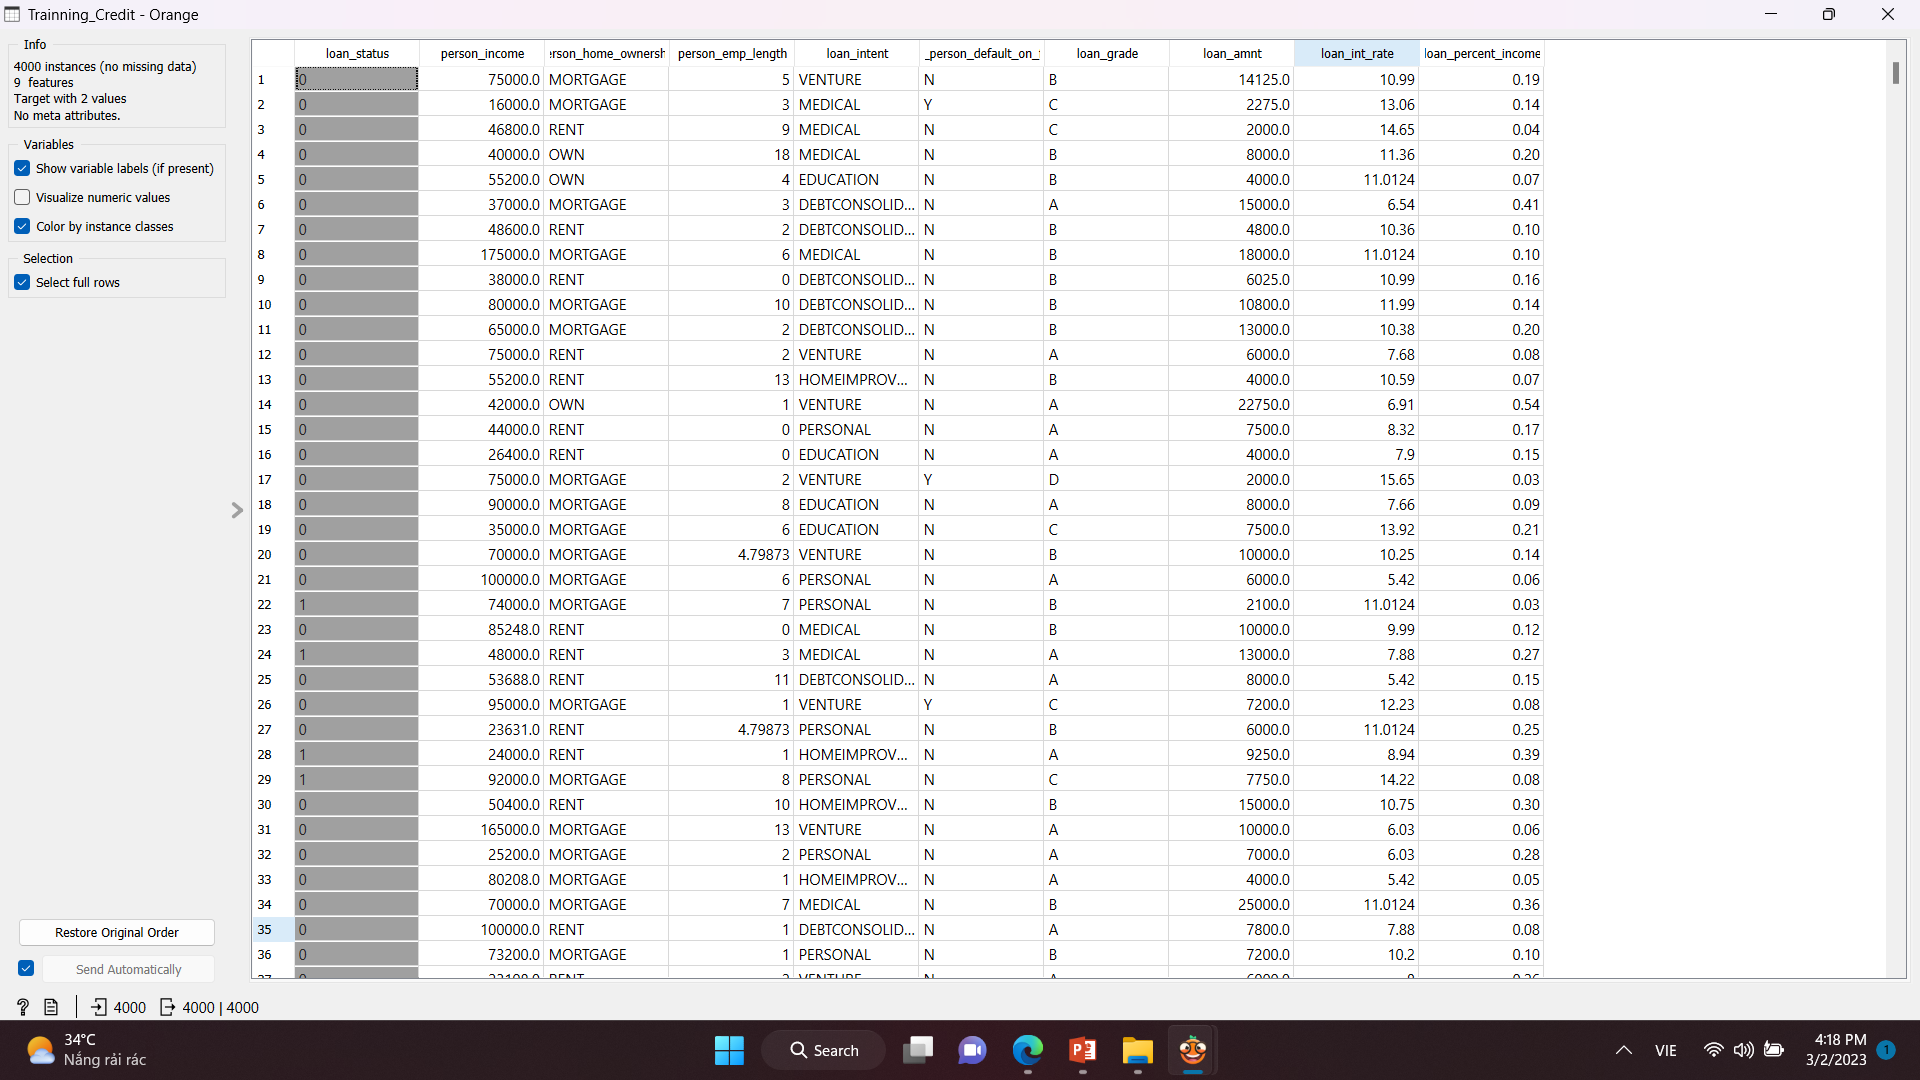 Trainning_Credit - Orange
Info
4000 instances (no missing data)
9 features
Target with 2 values
No meta attributes.
Variables
Show variable labels (if present)
Visualize numeric values
Color by instance classes
Selection
Select full rows
loan_status person_income erson_home_ownersh person_emp_length loan_intent _person_default_on_ loan_grade loan_amnt loan_int_rate loan_percent_income
1 0 75000.0 MORTGAGE 5 VENTURE N B 14125.0 10.99 0.19
2 0 16000.0 MORTGAGE 3 MEDICAL Y C 2275.0 13.06 0.14
3 0 46800.0 RENT 9 MEDICAL N C 2000.0 14.65 0.04
4 0 40000.0 OWN 18 MEDICAL N B 8000.0 11.36 0.20
5 0 55200.0 OWN 4 EDUCATION N B 4000.0 11.0124 0.07
6 0 37000.0 MORTGAGE 3 DEBTCONSOLID... N A 15000.0 6.54 0.41
7 0 48600.0 RENT 2 DEBTCONSOLID... N B 4800.0 10.36 0.10
8 0 175000.0 MORTGAGE 6 MEDICAL N B 18000.0 11.0124 0.10
9 0 38000.0 RENT 0 DEBTCONSOLID... N B 6025.0 10.99 0.16
10 0 80000.0 MORTGAGE 10 DEBTCONSOLID... N B 10800.0 11.99 0.14
11 0 65000.0 MORTGAGE 2 DEBTCONSOLID... N B 13000.0 10.38 0.20
12 0 75000.0 RENT 2 VENTURE N A 6000.0 7.68 0.08
13 0 55200.0 RENT 13 HOMEIMPROV... N B 4000.0 10.59 0.07
14 0 42000.0 OWN 1 VENTURE N A 22750.0 6.91 0.54
15 0 44000.0 RENT 0 PERSONAL N A 7500.0 8.32 0.17
16 0 26400.0 RENT 0 EDUCATION N A 4000.0 7.9 0.15
17 0 75000.0 MORTGAGE 2 VENTURE Y D 2000.0 15.65 0.03
18 0 90000.0 MORTGAGE 8 EDUCATION N A 8000.0 7.66 0.09
19 0 35000.0 MORTGAGE 6 EDUCATION N C 7500.0 13.92 0.21
20 0 70000.0 MORTGAGE 4.79873 VENTURE N B 10000.0 10.25 0.14
21 0 100000.0 MORTGAGE 6 PERSONAL N A 6000.0 5.42 0.06
22 1 74000.0 MORTGAGE 7 PERSONAL N B 2100.0 11.0124 0.03
23 0 85248.0 RENT 0 MEDICAL N B 10000.0 9.99 0.12
24 1 48000.0 RENT 3 MEDICAL N A 13000.0 7.88 0.27
25 0 53688.0 RENT 11 DEBTCONSOLID... N A 8000.0 5.42 0.15
26 0 95000.0 MORTGAGE 1 VENTURE Y C 7200.0 12.23 0.08
27 0 23631.0 RENT 4.79873 PERSONAL N B 6000.0 11.0124 0.25
28 1 24000.0 RENT 1 HOMEIMPROV... N A 9250.0 8.94 0.39
29 1 92000.0 MORTGAGE 8 PERSONAL N C 7750.0 14.22 0.08
30 0 50400.0 RENT 10 HOMEIMPROV... N B 15000.0 10.75 0.30
31 0 165000.0 MORTGAGE 13 VENTURE N A 10000.0 6.03 0.06
32 0 25200.0 MORTGAGE 2 PERSONAL N A 7000.0 6.03 0.28
33 0 80208.0 MORTGAGE 1 HOMEIMPROV... N A 4000.0 5.42 0.05
34 0 70000.0 MORTGAGE 7 MEDICAL N B 25000.0 11.0124 0.36
35 0 100000.0 RENT 1 DEBTCONSOLID... N A 7800.0 7.88 0.08
36 0 73200.0 MORTGAGE 1 PERSONAL N B 7200.0 10.2 0.10
Restore Original Order
Send Automatically
4000 4000 | 4000
34°C
Nắng rải rác
Search
VIE
4:18 PM
3/2/2023
1